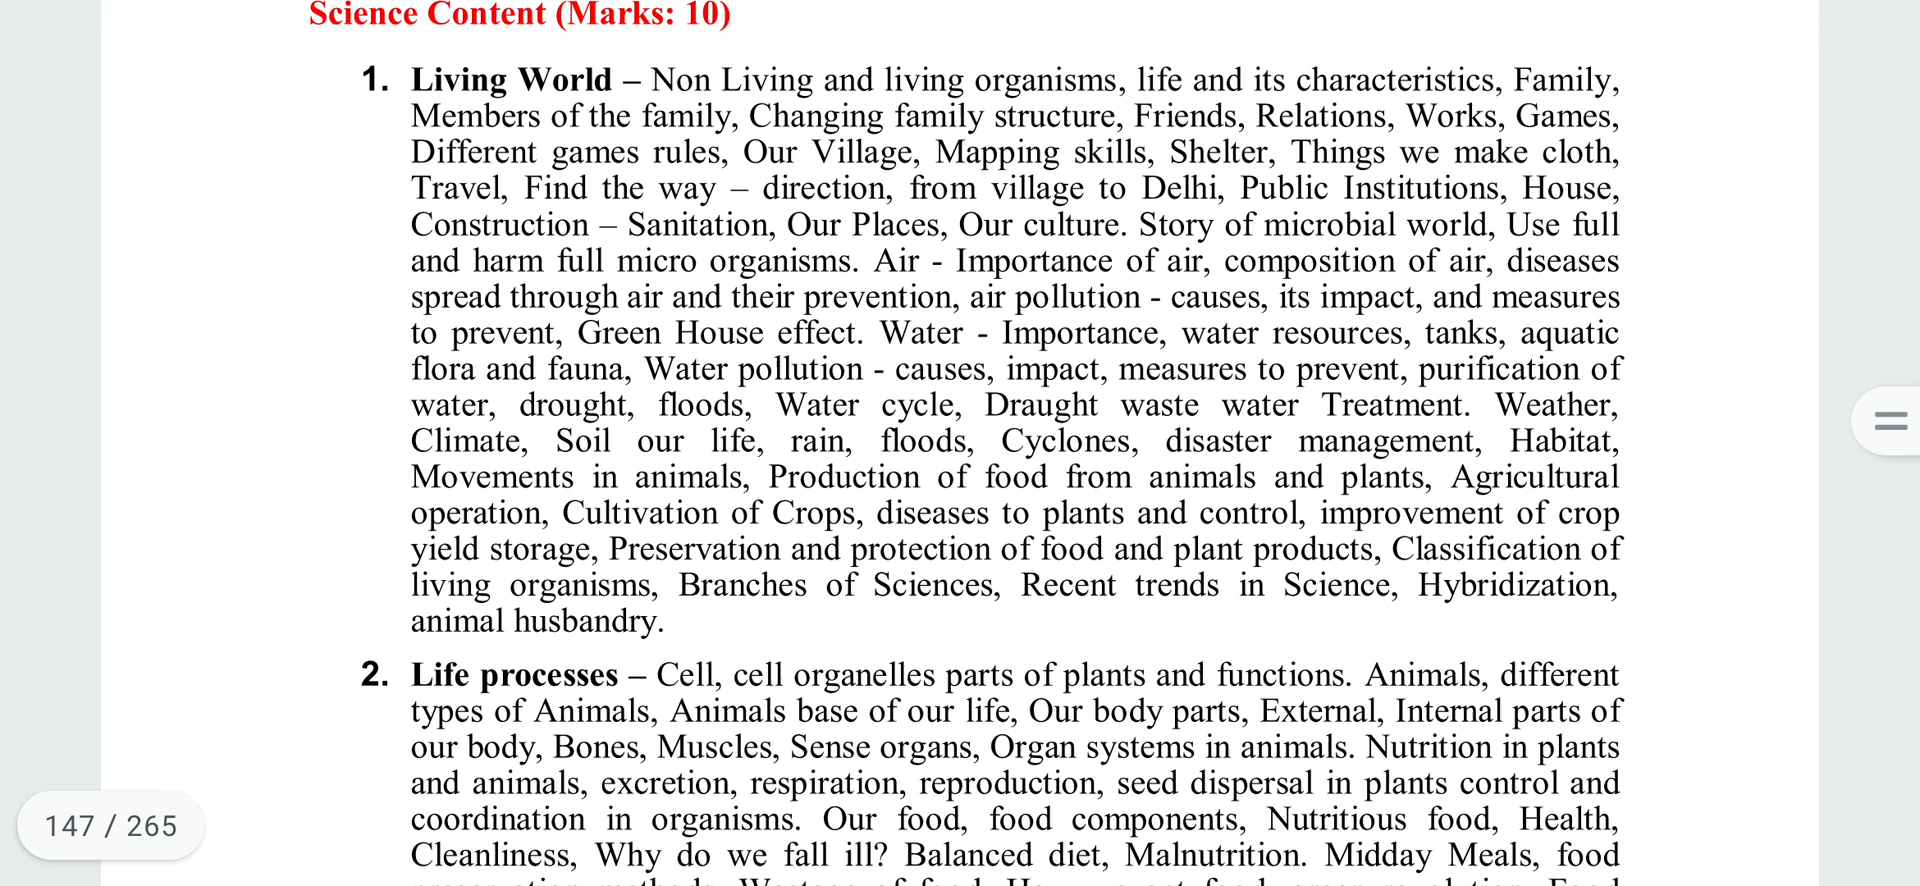 Science Content (Marks: 10)
1. Living World – Non Living and living organisms, life and its characteristics, Family,
Members of the family, Changing family structure, Friends, Relations, Works, Games,
Different games rules, Our Village, Mapping skills, Shelter, Things we make cloth,
Travel, Find the way – direction, from village to Delhi, Public Institutions, House,
Construction – Sanitation, Our Places, Our culture. Story of microbial world, Use full
and harm full micro organisms. Air - Importance of air, composition of air, diseases
spread through air and their prevention, air pollution - causes, its impact, and measures
to prevent, Green House effect. Water - Importance, water resources, tanks, aquatic
flora and fauna, Water pollution - causes, impact, measures to prevent, purification of
water, drought, floods, Water cycle, Draught waste water Treatment. Weather,
Climate, Soil our life, rain, floods, Cyclones, disaster management, Habitat,
Movements in animals, Production of food from animals and plants, Agricultural
operation, Cultivation of Crops, diseases to plants and control, improvement of crop
yield storage, Preservation and protection of food and plant products, Classification of
living organisms, Branches of Sciences, Recent trends in Science, Hybridization,
animal husbandry.
2. Life processes – Cell, cell organelles parts of plants and functions. Animals, different
types of Animals, Animals base of our life, Our body parts, External, Internal parts of
our body, Bones, Muscles, Sense organs, Organ systems in animals. Nutrition in plants
and animals, excretion, respiration, reproduction, seed dispersal in plants control and
coordination in organisms. Our food, food components, Nutritious food, Health,
Cleanliness, Why do we fall ill? Balanced diet, Malnutrition. Midday Meals, food
147 / 265